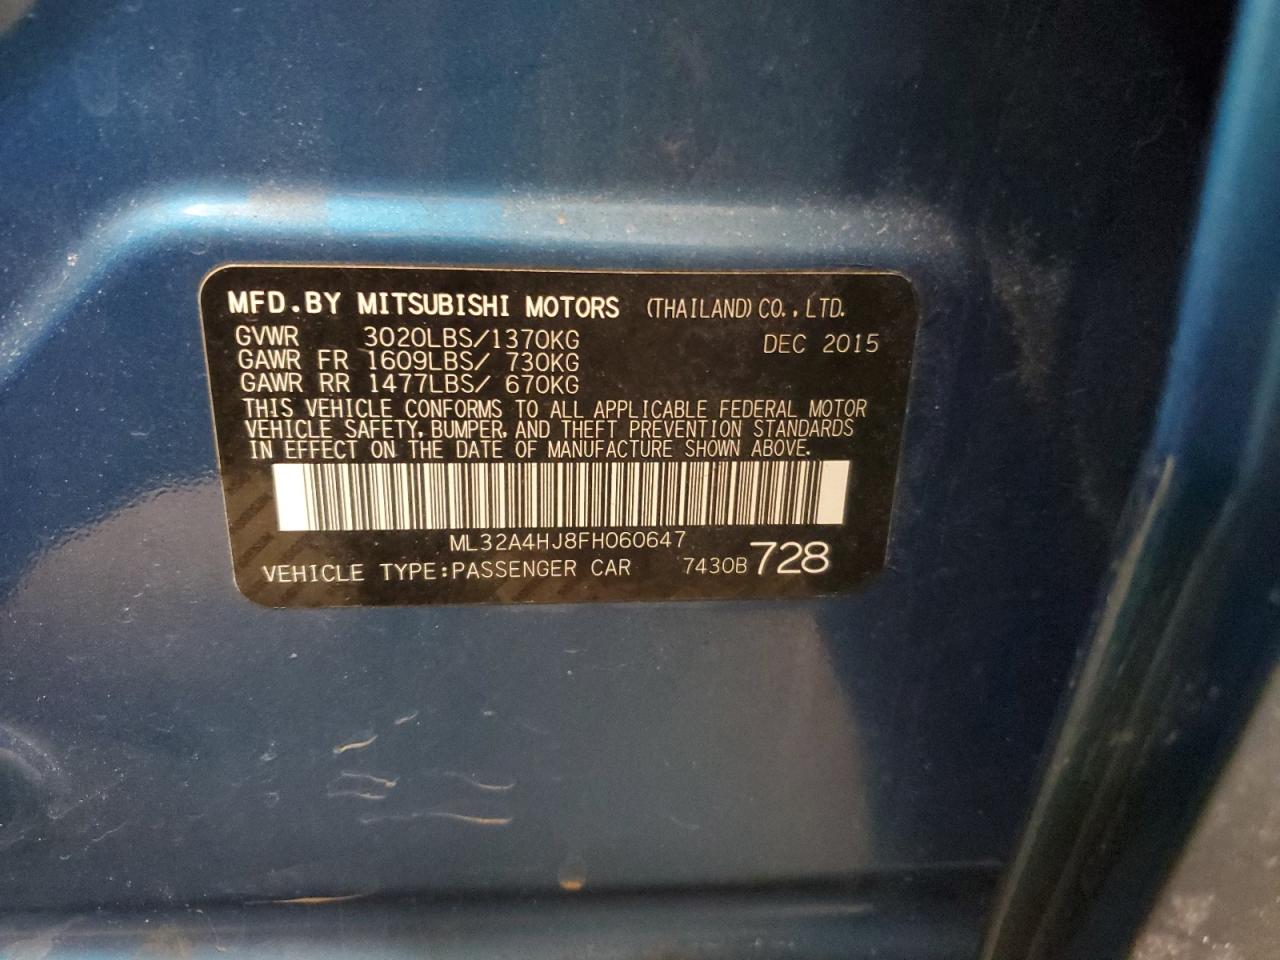 MFD.BY MITSUBISHI MOTORS (THAILAND) CO.,LTD.
GVWR 3020LBS/1370KG DEC 2015
GAWR FR 1609LBS/ 730KG
GAWR RR 1477LBS/ 670KG
THIS VEHICLE CONFORMS TO ALL APPLICABLE FEDERAL MOTOR
VEHICLE SAFETY, BUMPER, AND THEFT PREVENTION STANDARDS
IN EFFECT ON THE DATE OF MANUFACTURE SHOWN ABOVE.
ML32A4HJ8FH060647
VEHICLE TYPE:PASSENGER CAR 7430B 728